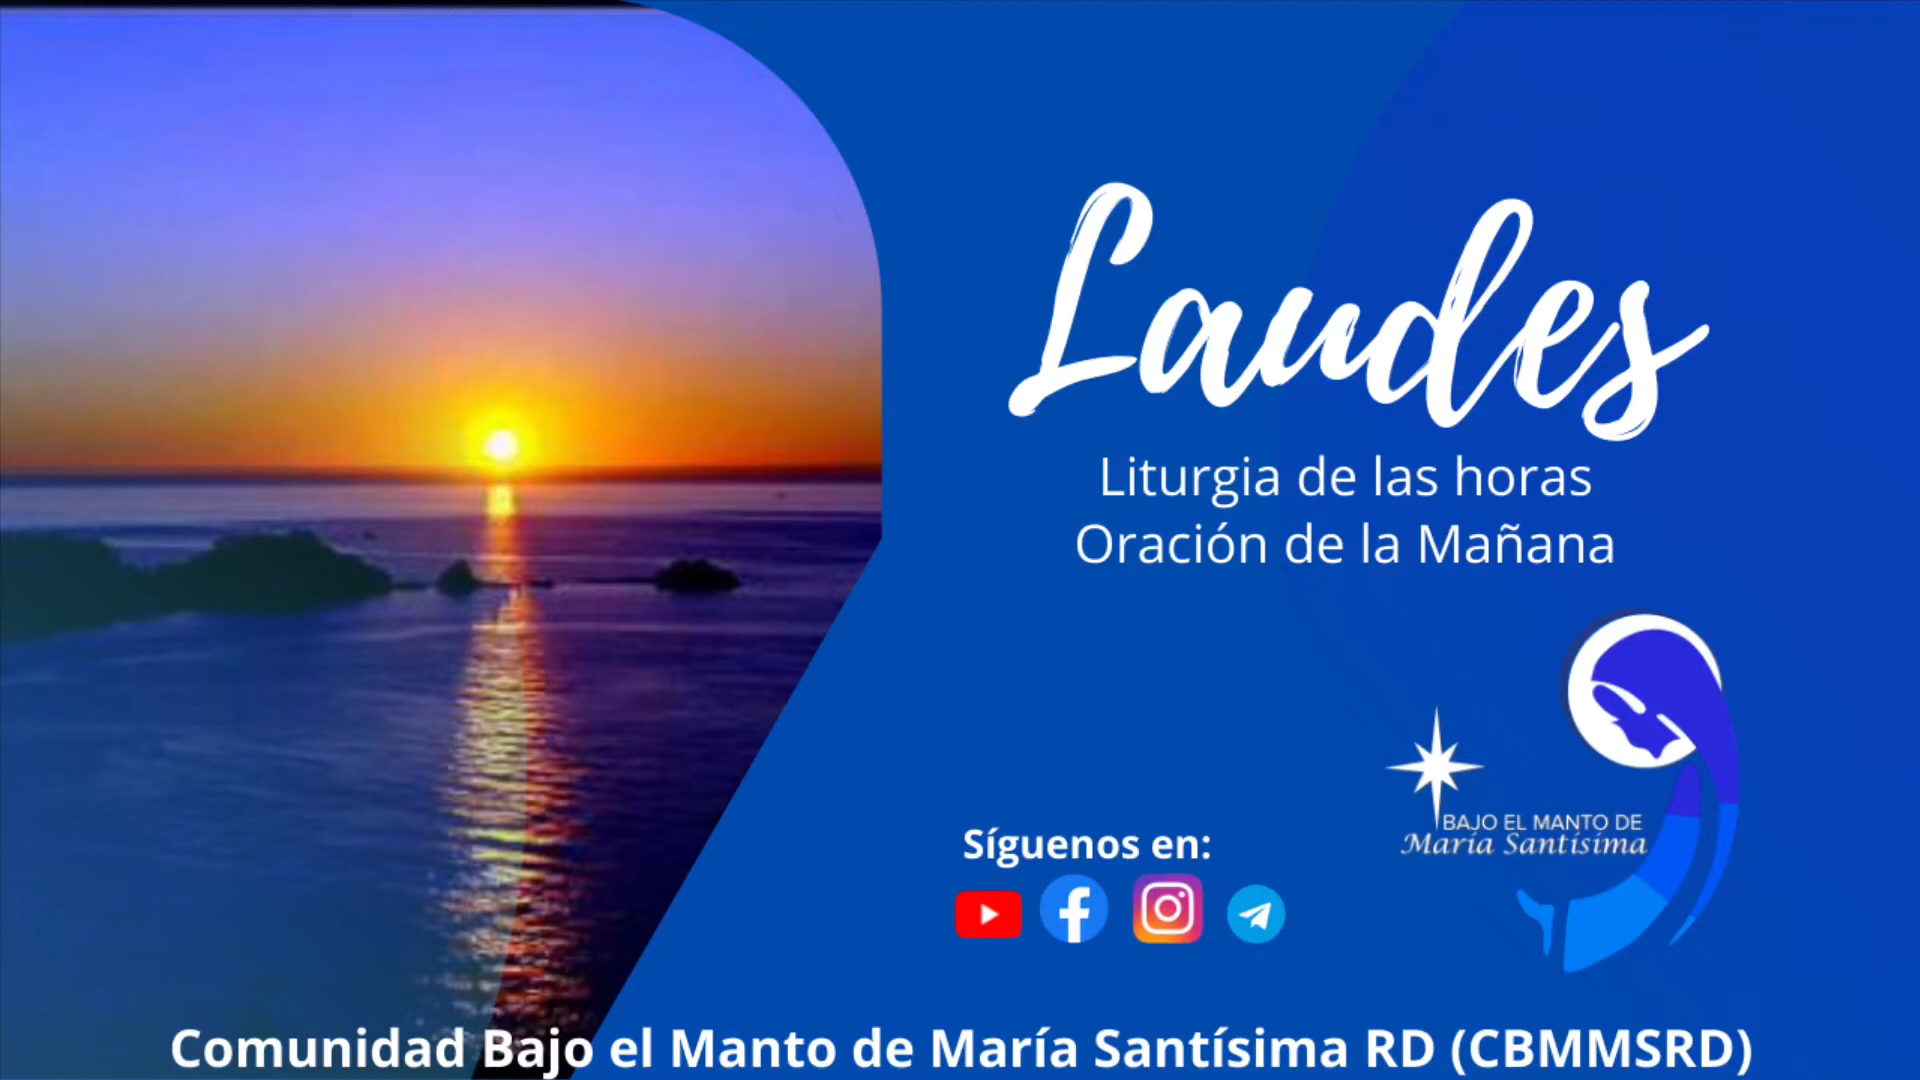 Laudes
Liturgia de las horas
Oración de la Mañana
BAJO EL MANTO DE
María Santísima
Síguenos en:
Comunidad Bajo el Manto de María Santísima RD (CBMMSRD)